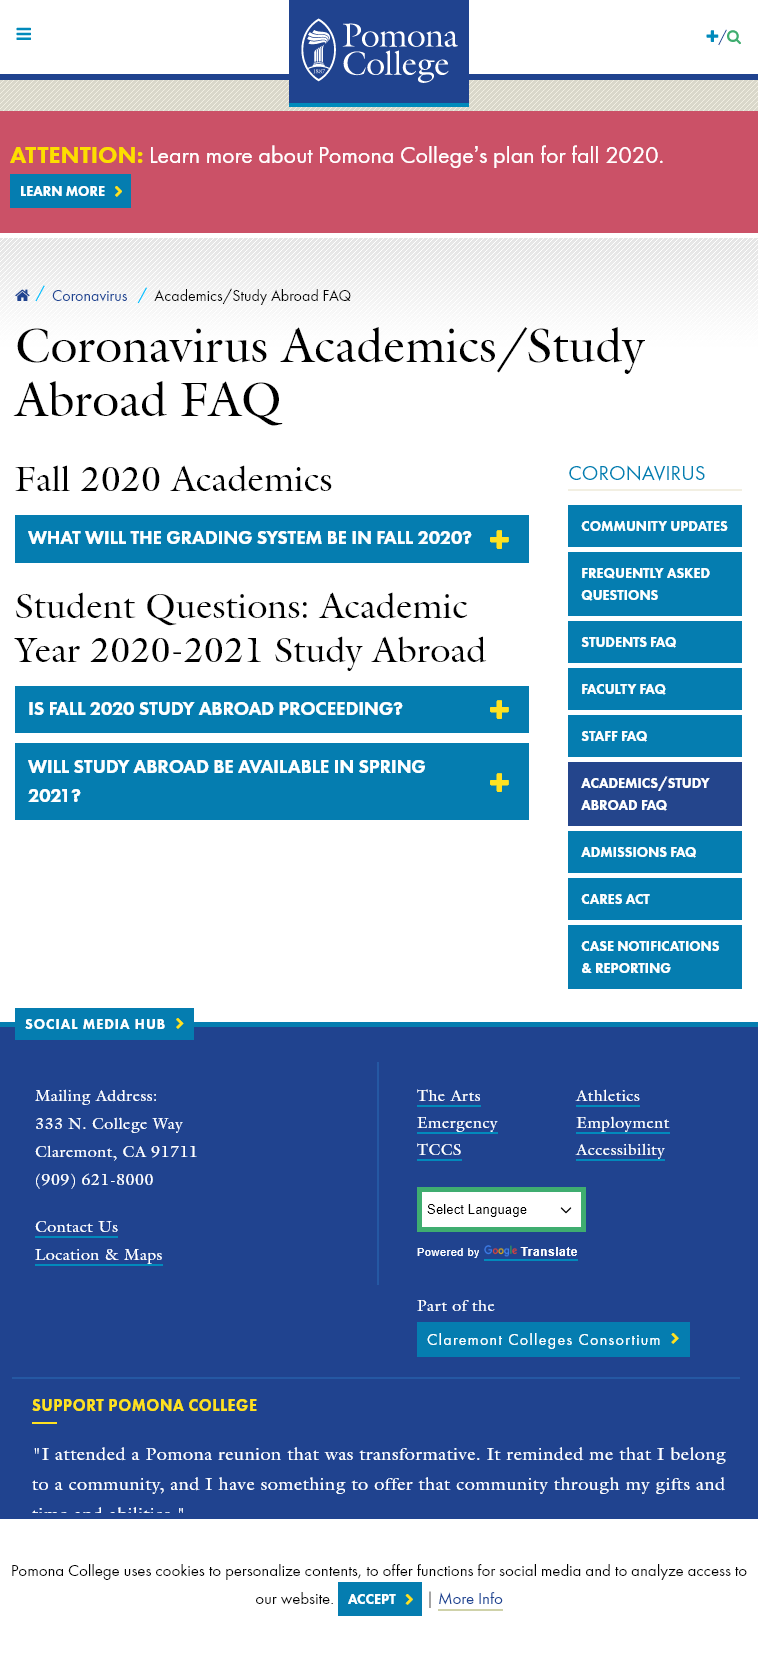 Pomona
College
1887
/
ATTENTION: Learn more about Pomona College's plan for fall 2020.
LEARN MORE
/ Coronavirus / Academics/Study Abroad FAQ
Coronavirus Academics/Study
Abroad FAQ
Fall 2020 Academics
WHAT WILL THE GRADING SYSTEM BE IN FALL 2020?
Student Questions: Academic
Year 2020-2021 Study Abroad
IS FALL 2020 STUDY ABROAD PROCEEDING?
WILL STUDY ABROAD BE AVAILABLE IN SPRING
2021?
CORONAVIRUS
COMMUNITY UPDATES
FREQUENTLY ASKED
QUESTIONS
STUDENTS FAQ
FACULTY FAQ
STAFF FAQ
ACADEMICS/STUDY
ABROAD FAQ
ADMISSIONS FAQ
CARES ACT
CASE NOTIFICATIONS
& REPORTING
SOCIAL MEDIA HUB
Mailing Address:
333 N. College Way
Claremont, CA 91711
(909) 621-8000
Contact Us
Location & Maps
The Arts
Emergency
TCCS
Athletics
Employment
Accessibility
Select Language
Powered by Google Translate
Part of the
Claremont Colleges Consortium
SUPPORT POMONA COLLEGE
"I attended a Pomona reunion that was transformative. It reminded me that I belong
to a community, and I have something to offer that community through my gifts and
time and abilities."
Pomona College uses cookies to personalize contents, to offer functions for social media and to analyze access to
our website. ACCEPT | More Info